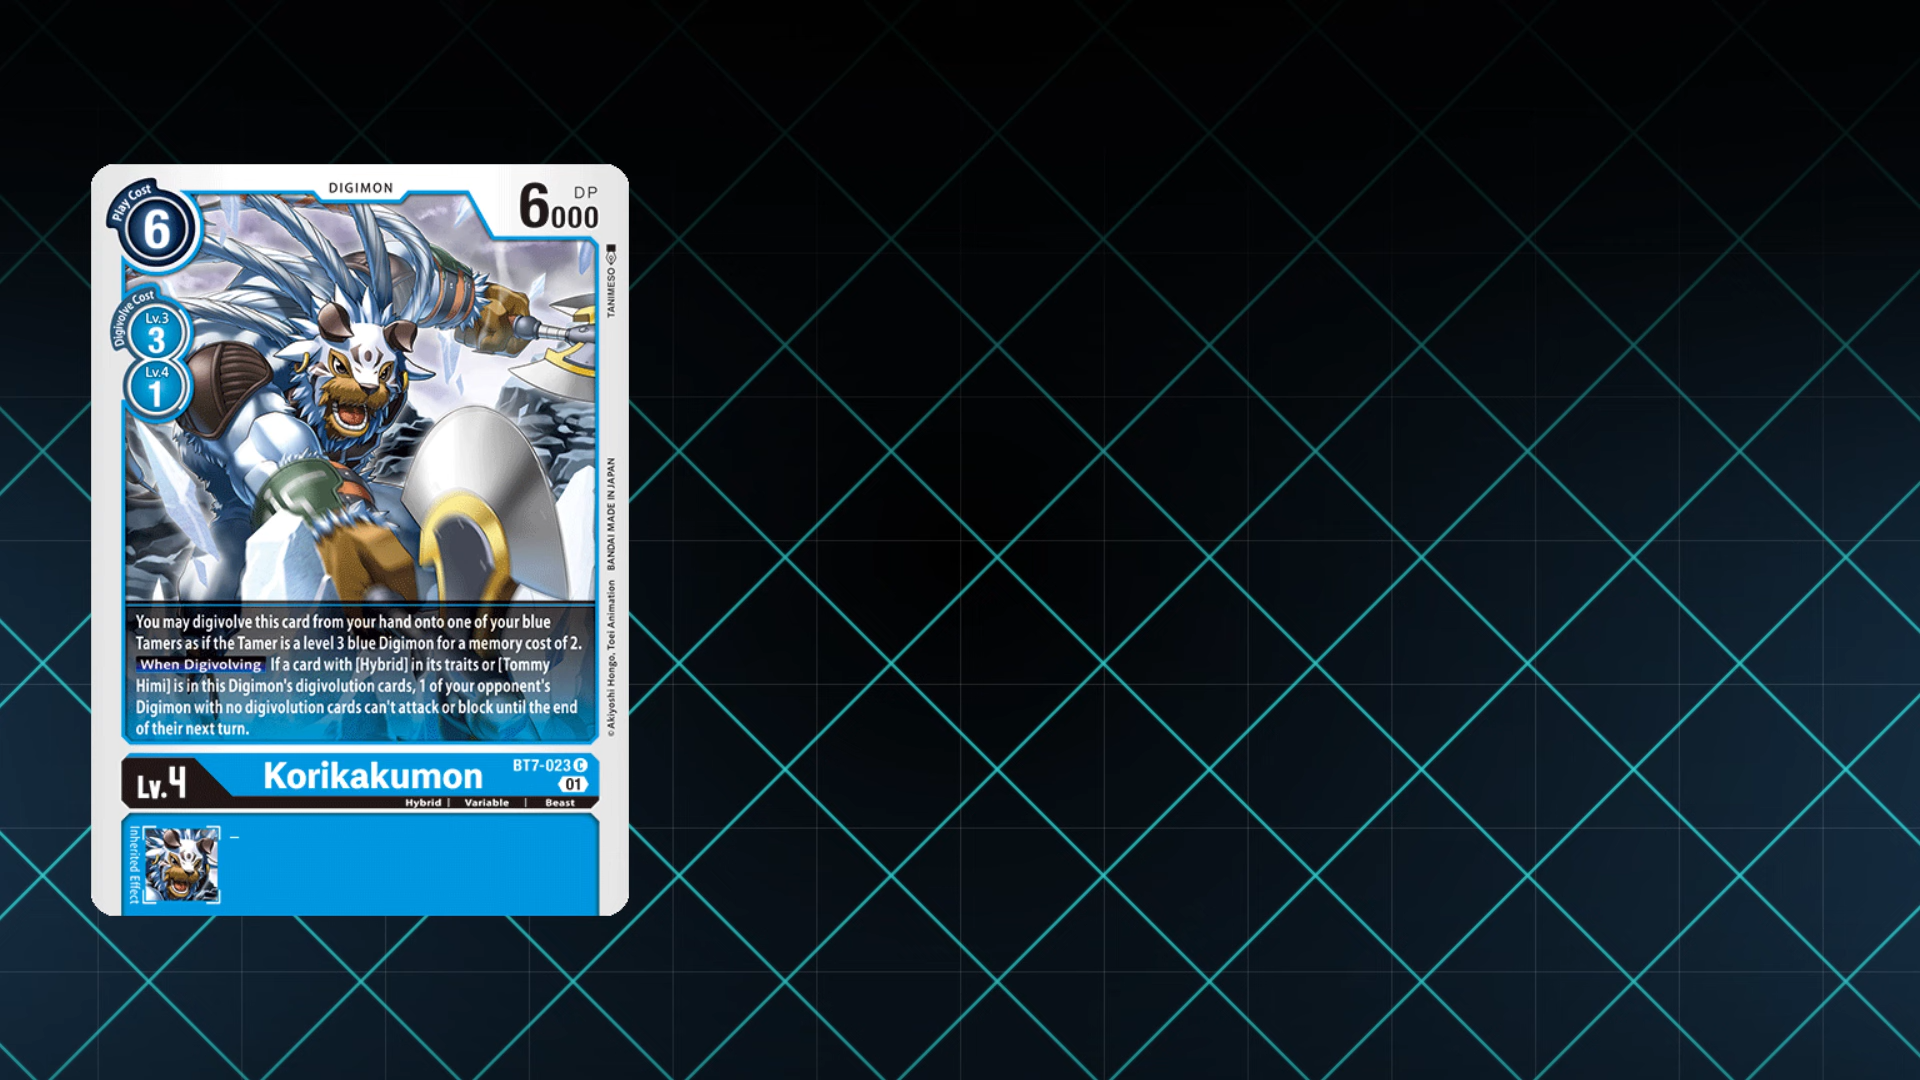 DIGIMON
Play Cost
6
DP
6000
Digivolve Cost
Lv.3
3
Lv.4
1
TANIMESO
BANDAI MADE IN JAPAN
© Akiyoshi Hongo, Toei Animation
You may digivolve this card from your hand onto one of your blue
Tamers as if the Tamer is a level 3 blue Digimon for a memory cost of 2.
When Digivolving If a card with [Hybrid] in its traits or [Tommy
Himi] is in this Digimon's digivolution cards, 1 of your opponent's
Digimon with no digivolution cards can't attack or block until the end
of their next turn.
Lv.4
Korikakumon
BT7-023 C
01
Hybrid | Variable | Beast
Inherited Effect
–